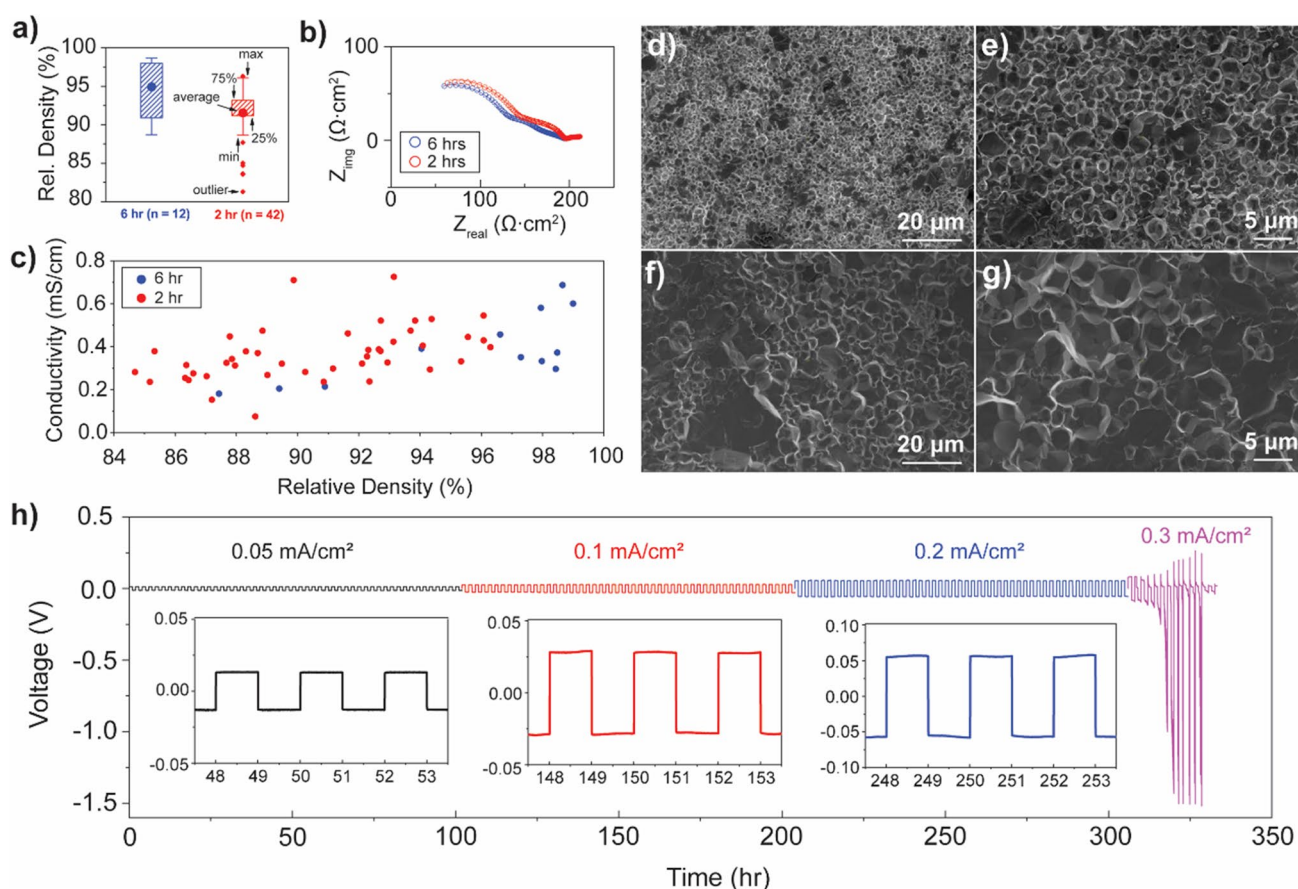 a)
Rel. Density (%)
100
95
90
85
80
max
75%
average
25%
min
outlier
6 hr (n = 12)
2 hr (n = 42)
b)
Z_img (Ω·cm²)
100
0
6 hrs
2 hrs
0
100
200
300
Z_real (Ω·cm²)
c)
Conductivity (mS/cm)
0.8
0.6
0.4
0.2
0.0
6 hr
2 hr
84
86
88
90
92
94
96
98
100
Relative Density (%)
d)
20 µm
e)
5 µm
f)
20 µm
g)
5 µm
h)
Voltage (V)
0.5
0.0
-0.5
-1.0
-1.5
0.05 mA/cm²
0.1 mA/cm²
0.2 mA/cm²
0.3 mA/cm²
0.05
0.00
-0.05
48
49
50
51
52
53
0.05
0.00
-0.05
148
149
150
151
152
153
0.10
0.05
0.00
-0.05
-0.10
248
249
250
251
252
253
0
50
100
150
200
250
300
350
Time (hr)